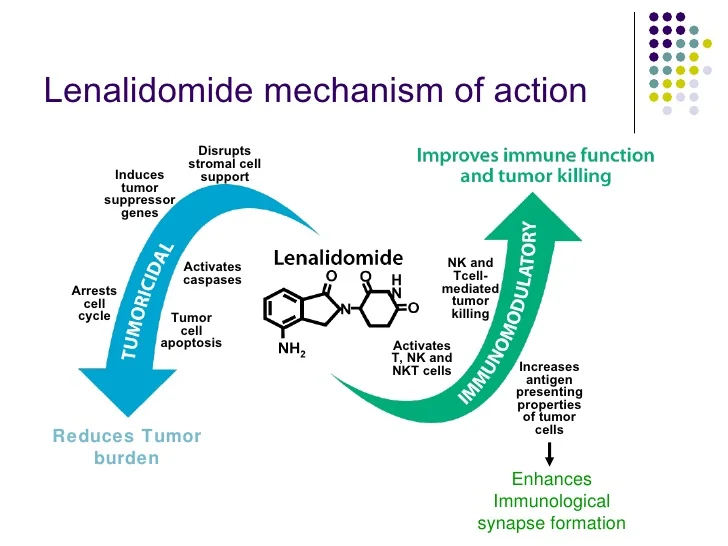 Lenalidomide mechanism of action
Disrupts
stromal cell
support
Induces
tumor
suppressor
genes
TUMORICIDAL
Activates
caspases
Arrests
cell
cycle
Tumor
cell
apoptosis
Reduces Tumor
burden
Lenalidomide
O
O
H
N
N
O
NH2
Improves immune function
and tumor killing
NK and
Tcell-
mediated
tumor
killing
IMMUNOMODULATORY
Activates
T, NK and
NKT cells
Increases
antigen
presenting
properties
of tumor
cells
Enhances
Immunological
synapse formation